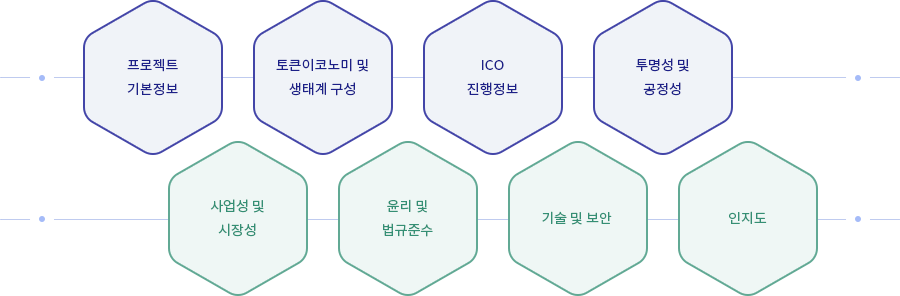 프로젝트
기본정보
토큰이코노미 및
생태계 구성
ICO
진행정보
투명성 및
공정성
사업성 및
시장성
윤리 및
법규준수
기술 및 보안
인지도